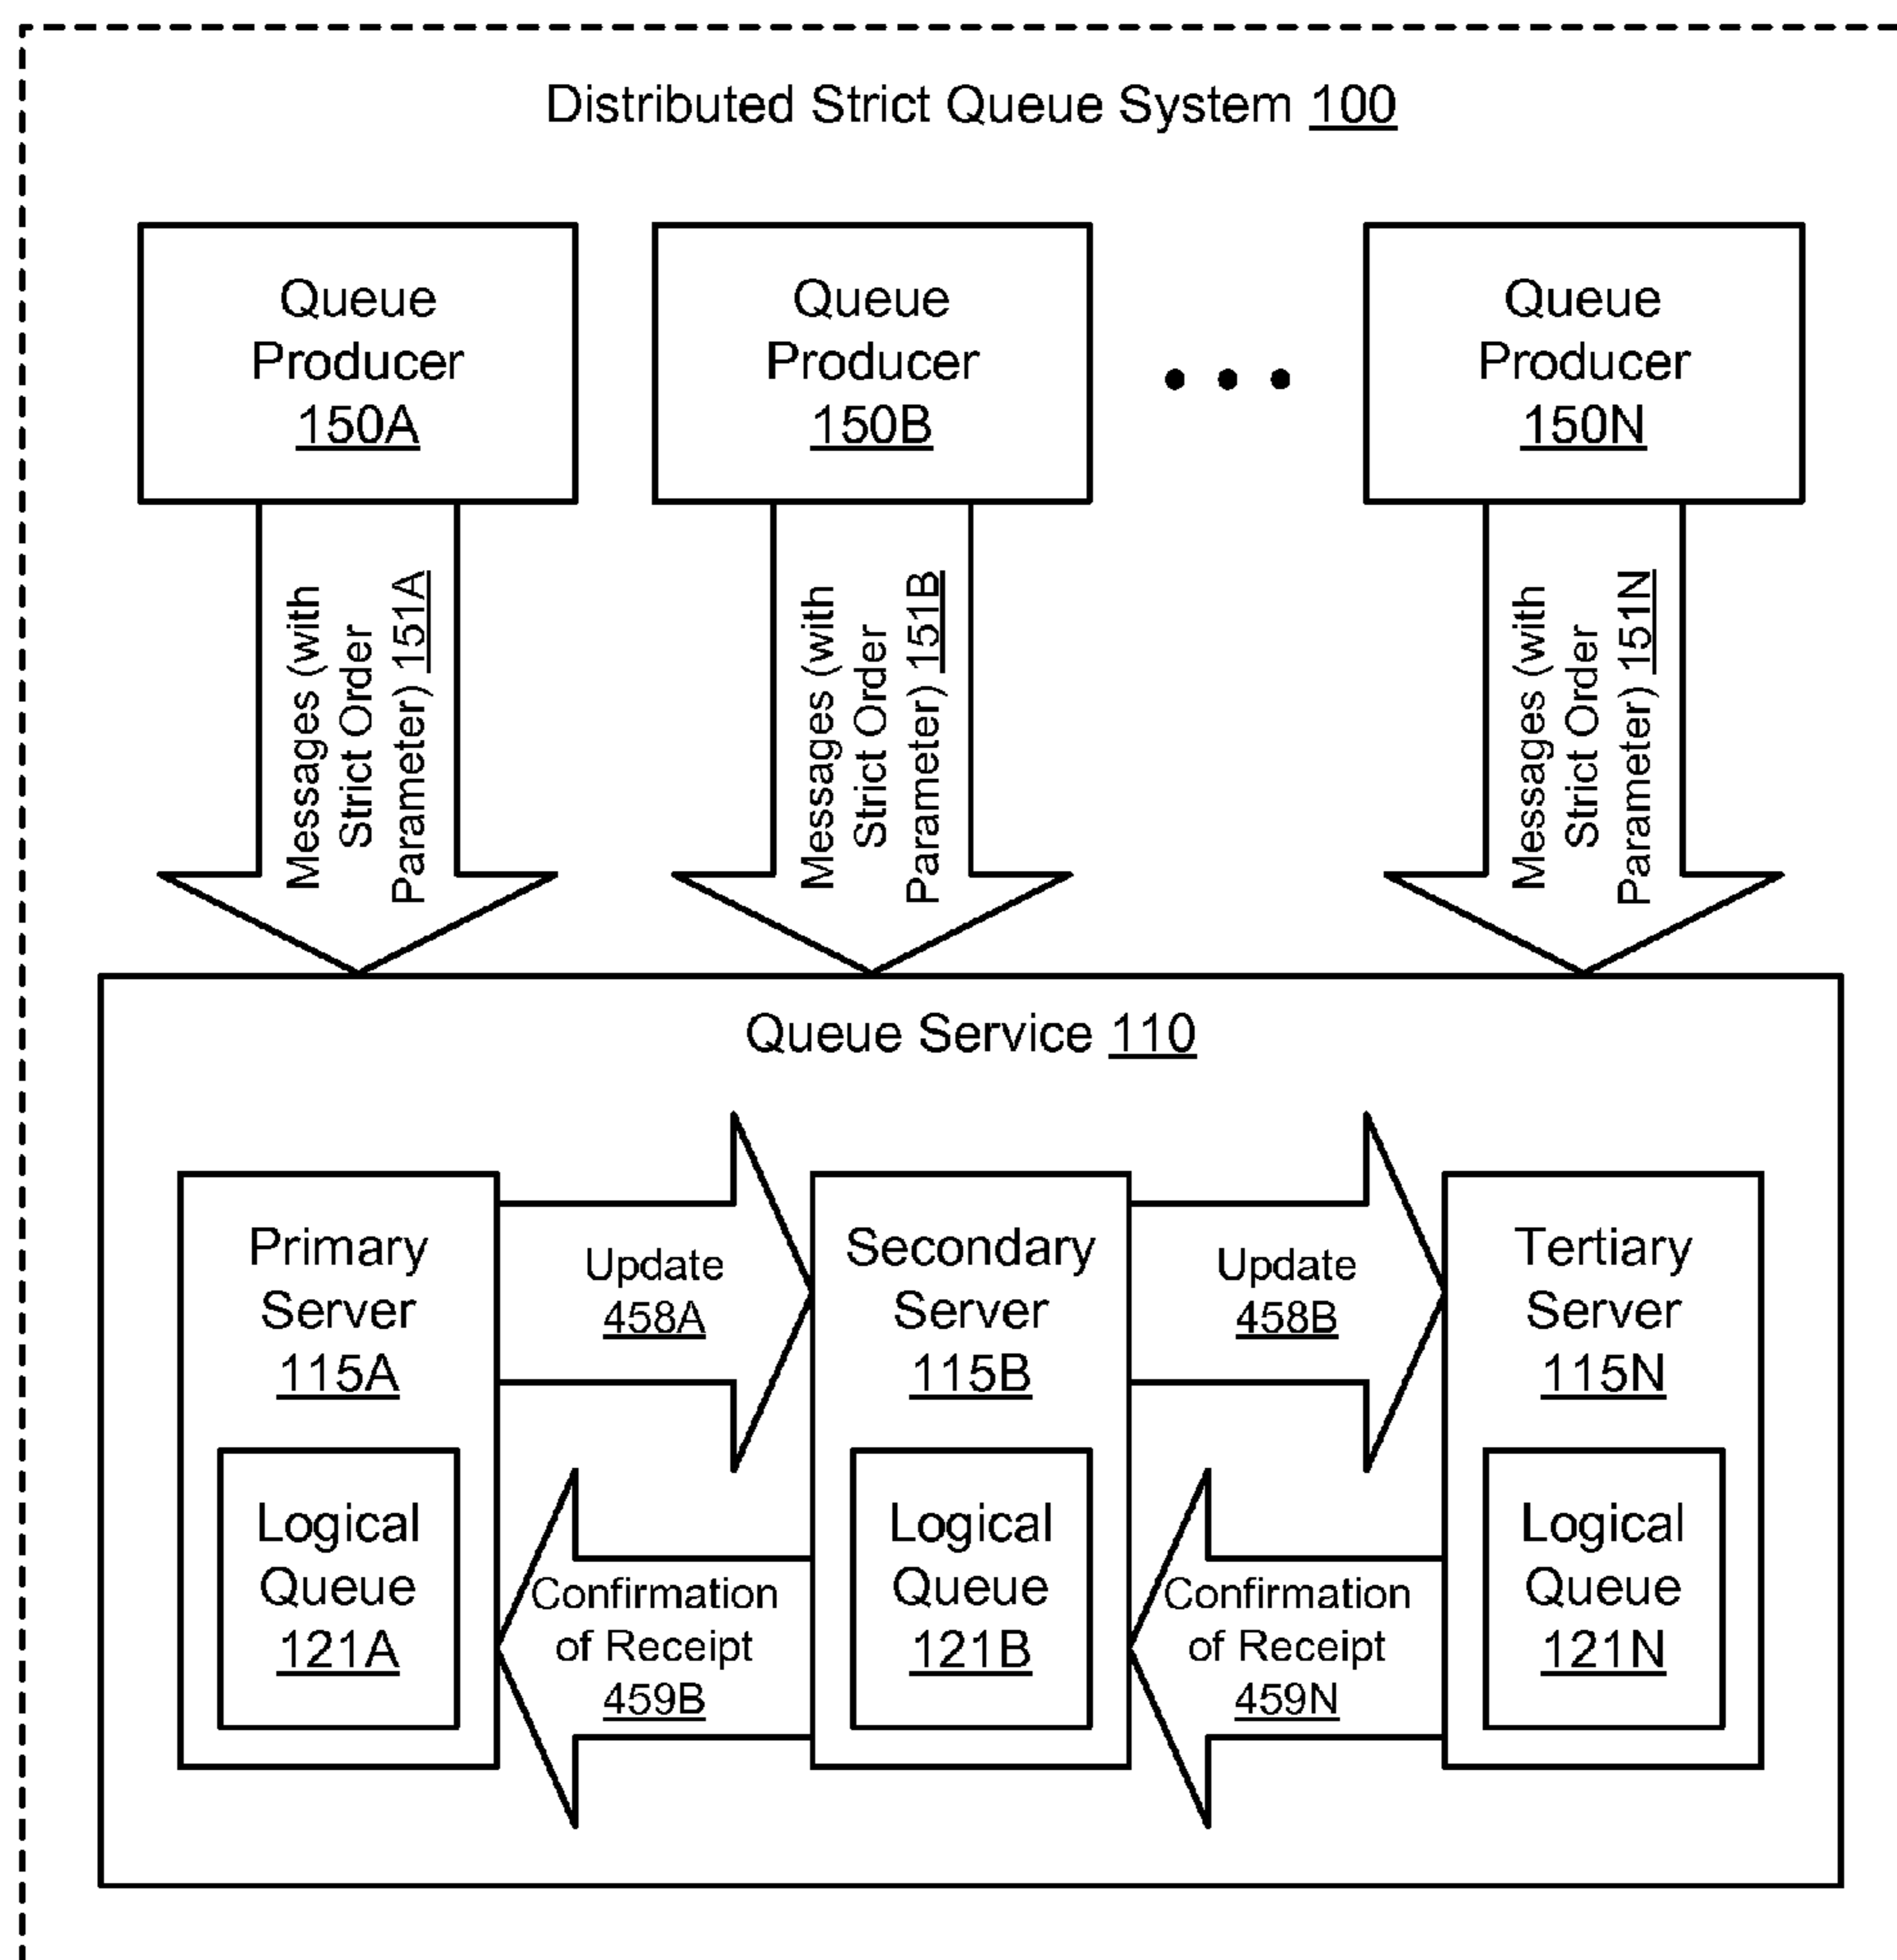 Distributed Strict Queue System 100
Queue
Producer
150A
Queue
Producer
150B
Queue
Producer
150N
Messages (with
Strict Order
Parameter) 151A
Messages (with
Strict Order
Parameter) 151B
Messages (with
Strict Order
Parameter) 151N
Queue Service 110
Primary
Server
115A
Update
458A
Secondary
Server
115B
Update
458B
Tertiary
Server
115N
Logical
Queue
121A
Confirmation
of Receipt
459B
Logical
Queue
121B
Confirmation
of Receipt
459N
Logical
Queue
121N